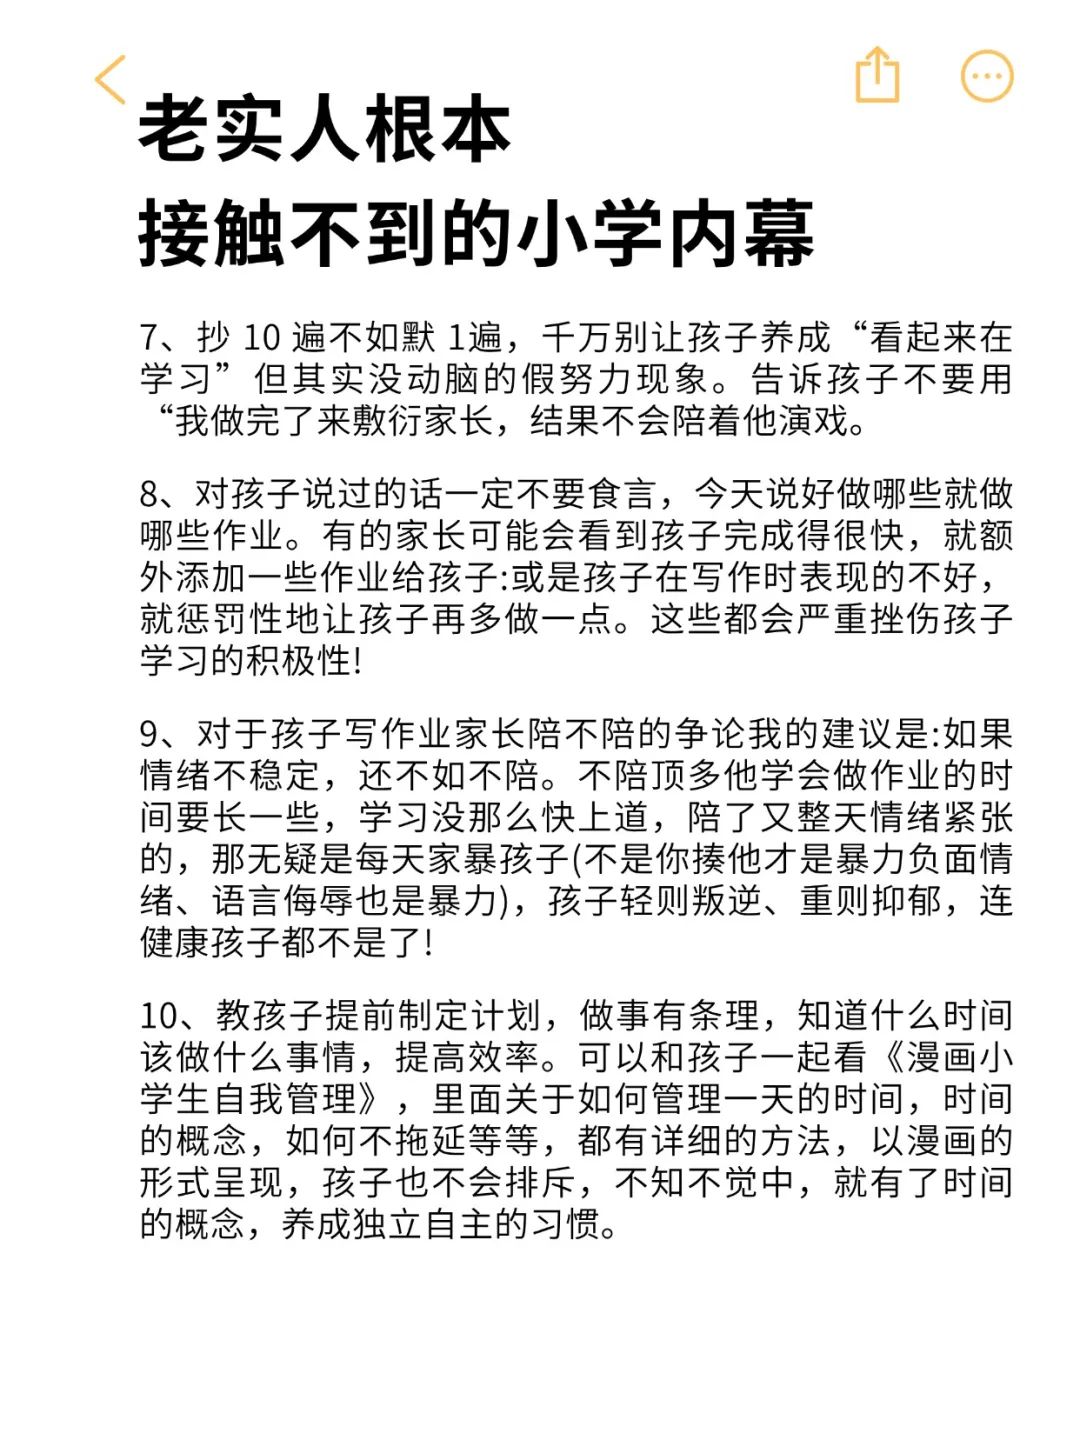 老实人根本
接触不到的小学内幕
7、抄 10 遍不如默 1遍，千万别让孩子养成“看起来在
学习”但其实没动脑的假努力现象。告诉孩子不要用
“我做完了来敷衍家长，结果不会陪着他演戏。
8、对孩子说过的话一定不要食言，今天说好做哪些就做
哪些作业。有的家长可能会看到孩子完成得很快，就额
外添加一些作业给孩子:或是孩子在写作时表现的不好，
就惩罚性地让孩子再多做一点。这些都会严重挫伤孩子
学习的积极性!
9、对于孩子写作业家长陪不陪的争论我的建议是:如果
情绪不稳定，还不如不陪。不陪顶多他学会做作业的时
间要长一些，学习没那么快上道，陪了又整天情绪紧张
的，那无疑是每天家暴孩子(不是你揍他才是暴力负面情
绪、语言侮辱也是暴力)，孩子轻则叛逆、重则抑郁，连
健康孩子都不是了!
10、教孩子提前制定计划，做事有条理，知道什么时间
该做什么事情，提高效率。可以和孩子一起看《漫画小
学生自我管理》，里面关于如何管理一天的时间，时间
的概念，如何不拖延等等，都有详细的方法，以漫画的
形式呈现，孩子也不会排斥，不知不觉中，就有了时间
的概念，养成独立自主的习惯。